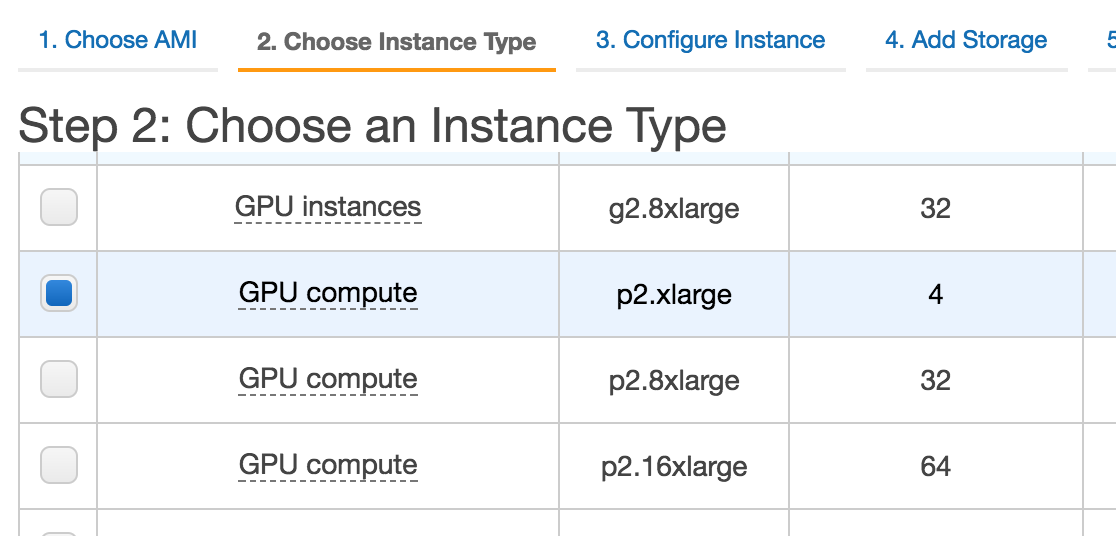 1. Choose AMI 2. Choose Instance Type 3. Configure Instance 4. Add Storage 5
Step 2: Choose an Instance Type
GPU instances g2.8xlarge 32
GPU compute p2.xlarge 4
GPU compute p2.8xlarge 32
GPU compute p2.16xlarge 64